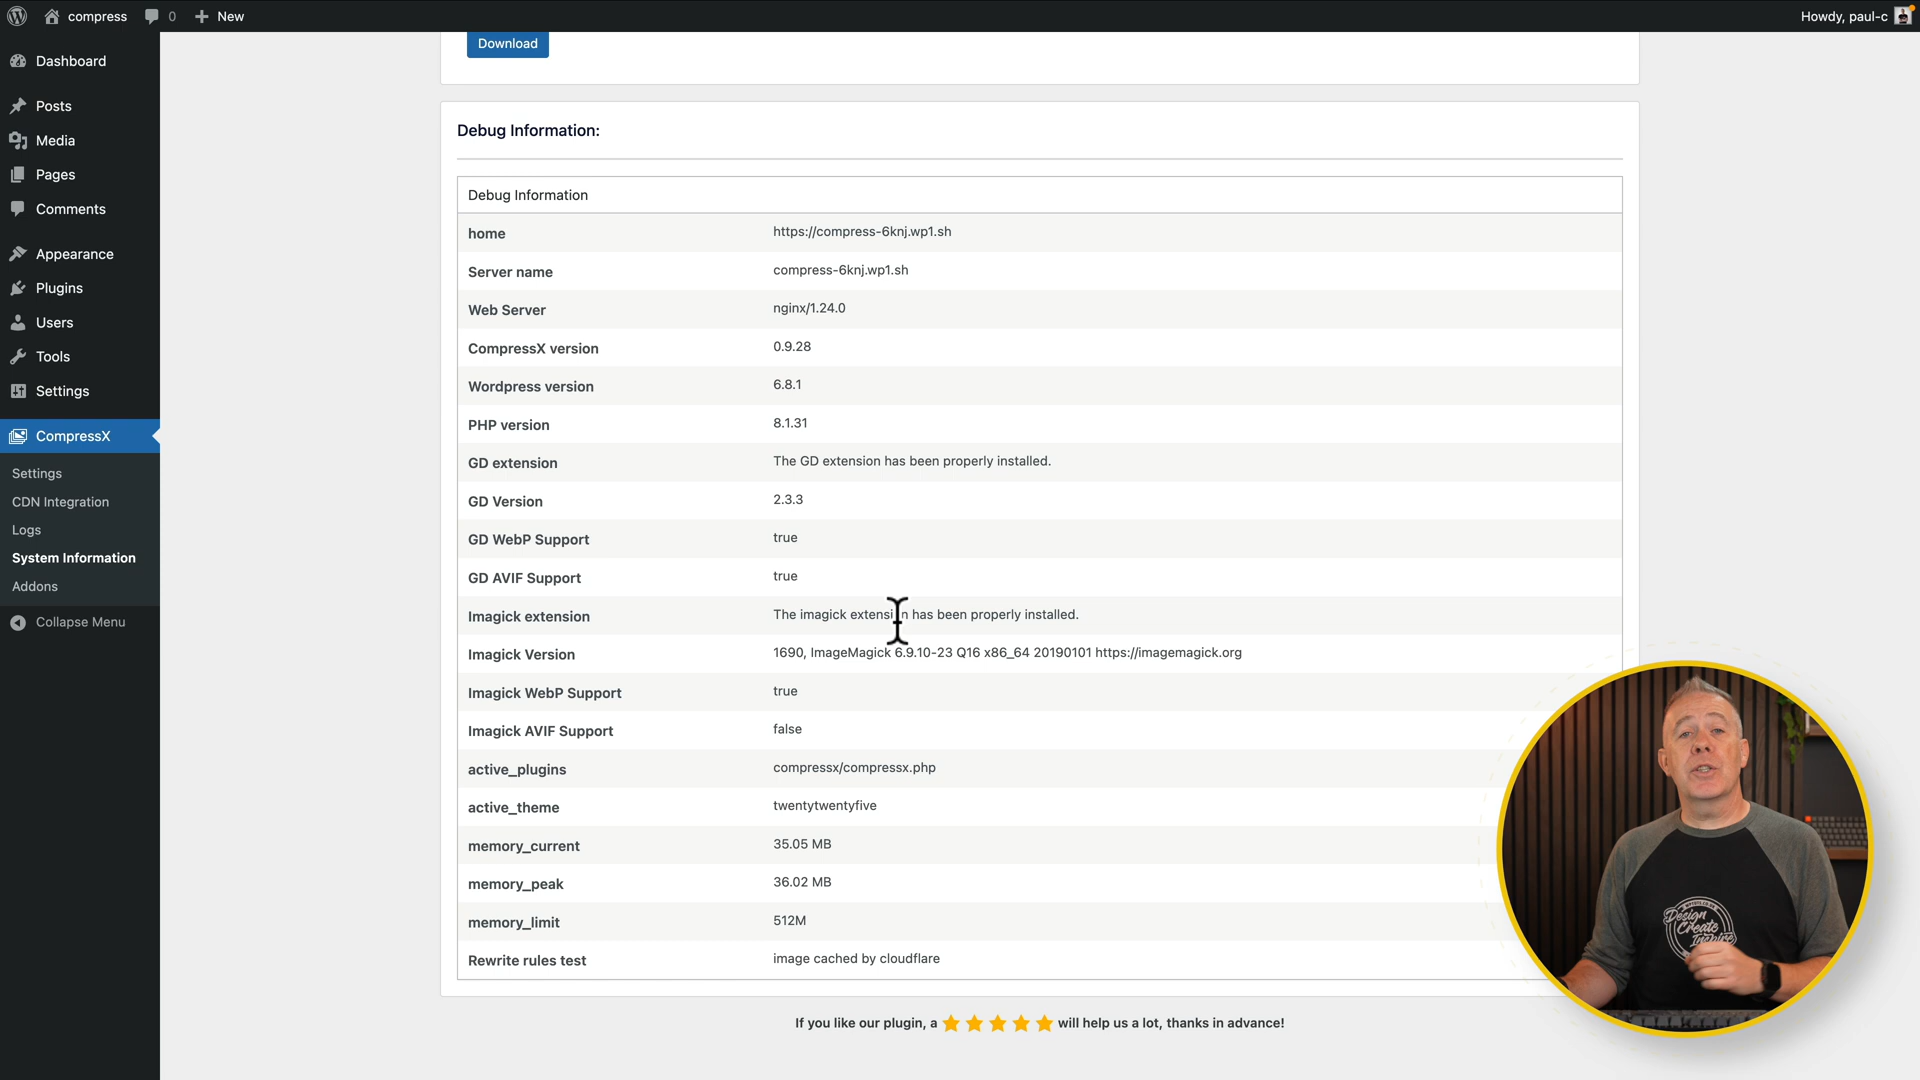 compress
0
New
Howdy, paul-c
Dashboard
Posts
Media
Pages
Comments
Appearance
Plugins
Users
Tools
Settings
CompressX
Settings
CDN Integration
Logs
System Information
Addons
Collapse Menu
Download
Debug Information:
Debug Information
home https://compress-6knj.wp1.sh
Server name compress-6knj.wp1.sh
Web Server nginx/1.24.0
CompressX version 0.9.28
Wordpress version 6.8.1
PHP version 8.1.31
GD extension The GD extension has been properly installed.
GD Version 2.3.3
GD WebP Support true
GD AVIF Support true
Imagick extension The imagick extension has been properly installed.
Imagick Version 1690, ImageMagick 6.9.10-23 Q16 x86_64 20190101 https://imagemagick.org
Imagick WebP Support true
Imagick AVIF Support false
active_plugins compressx/compressx.php
active_theme twentytwentyfive
memory_current 35.05 MB
memory_peak 36.02 MB
memory_limit 512M
Rewrite rules test image cached by cloudflare
If you like our plugin, a will help us a lot, thanks in advance!
Design
Create
Inspire